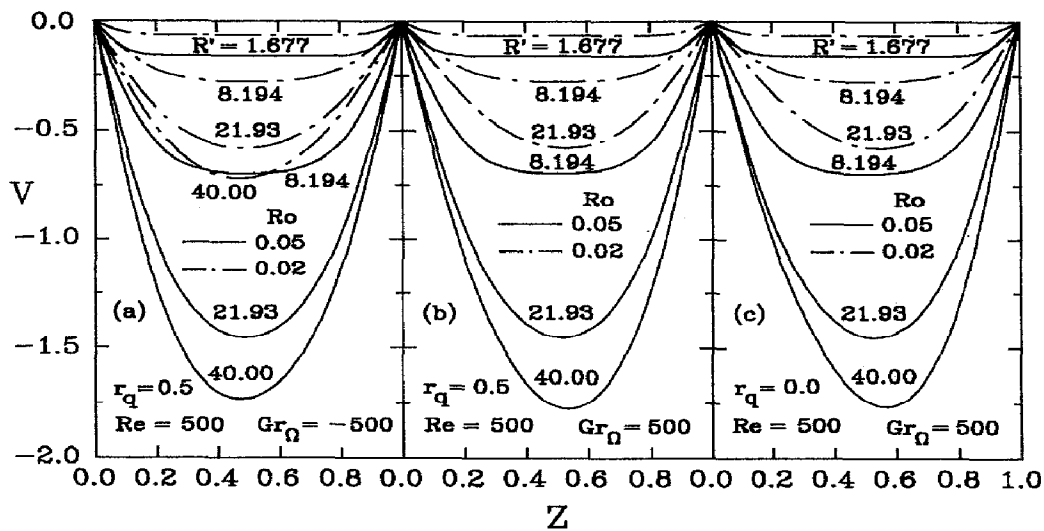 0.0
-0.5
-1.0
-1.5
-2.0
V
R' = 1.677
8.194
21.93
8.194
40.00
Ro
0.05
0.02
(a)
21.93
40.00
r_q = 0.5
Re = 500 Gr_Ω = -500
R' = 1.677
8.194
21.93
8.194
Ro
0.05
0.02
(b)
21.93
40.00
r_q = 0.5
Re = 500 Gr_Ω = 500
R' = 1.677
8.194
21.93
8.194
Ro
0.05
0.02
(c)
21.93
40.00
r_q = 0.0
Re = 500 Gr_Ω = 500
0.0 0.2 0.4 0.6 0.8 0.0 0.2 0.4 0.6 0.8 0.0 0.2 0.4 0.6 0.8 1.0
Z